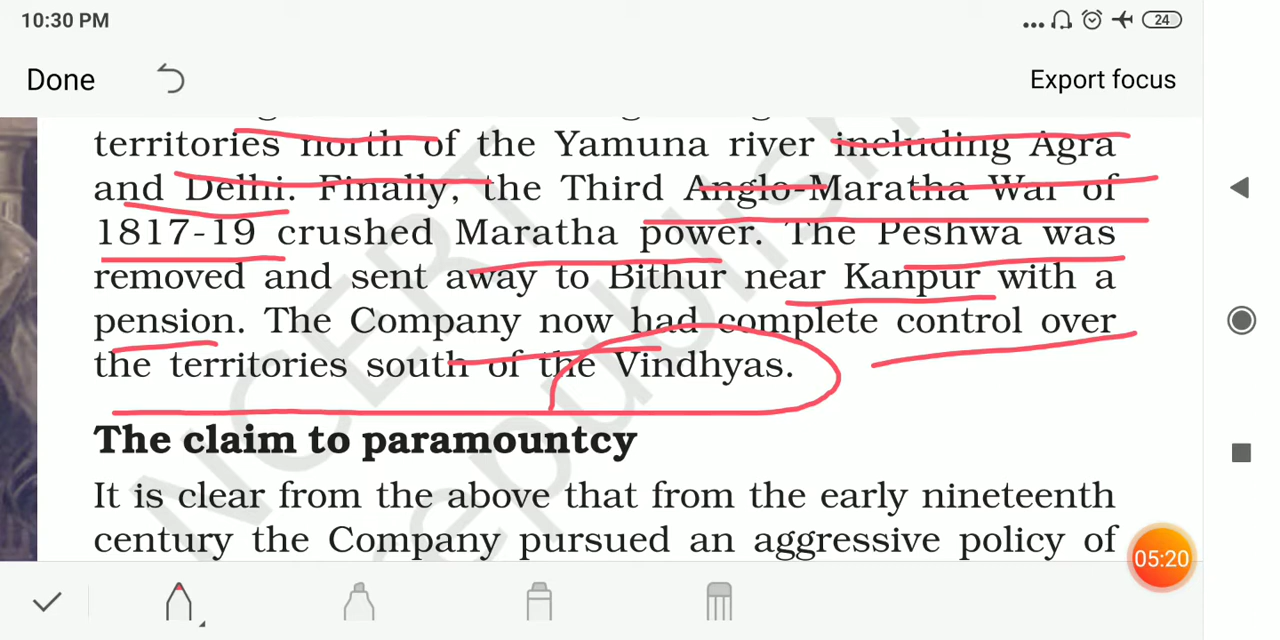 10:30 PM
24
Done
Export focus
territories north of the Yamuna river including Agra
and Delhi. Finally, the Third Anglo-Maratha War of
1817-19 crushed Maratha power. The Peshwa was
removed and sent away to Bithur near Kanpur with a
pension. The Company now had complete control over
the territories south of the Vindhyas.
The claim to paramountcy
It is clear from the above that from the early nineteenth
century the Company pursued an aggressive policy of
05:20
NCERT
republish